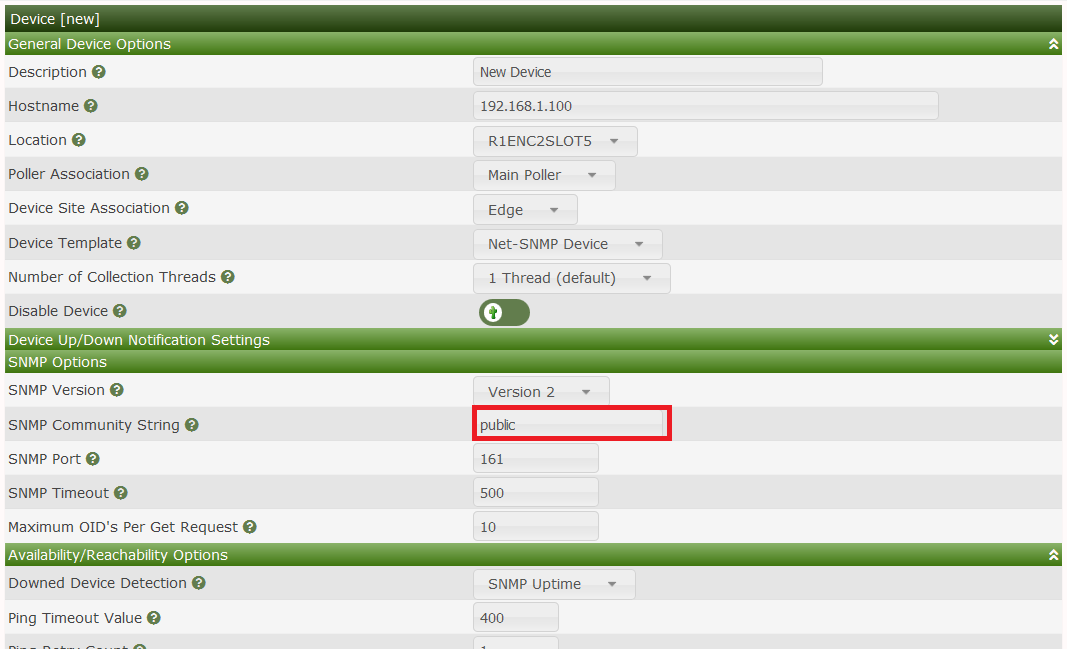 Device [new]
General Device Options
Description New Device
Hostname 192.168.1.100
Location R1ENC2SLOT5
Poller Association Main Poller
Device Site Association Edge
Device Template Net-SNMP Device
Number of Collection Threads 1 Thread (default)
Disable Device
Device Up/Down Notification Settings
SNMP Options
SNMP Version Version 2
SNMP Community String public
SNMP Port 161
SNMP Timeout 500
Maximum OID's Per Get Request 10
Availability/Reachability Options
Downed Device Detection SNMP Uptime
Ping Timeout Value 400
Ping Retry Count 1